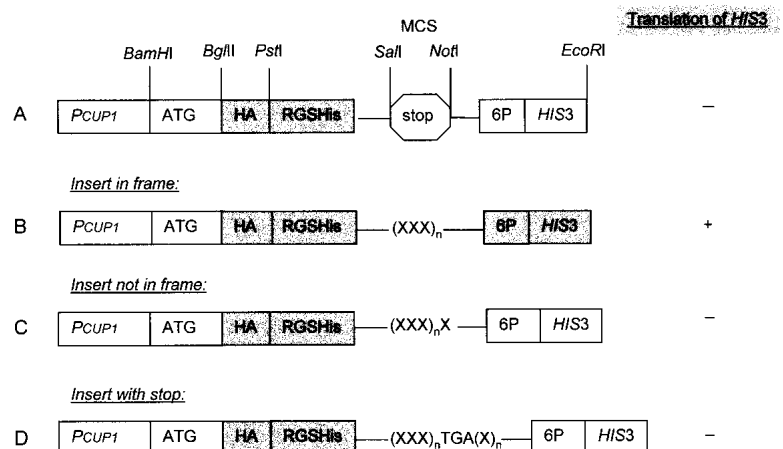 MCS
Translation of HIS3
BamHI BglII PstI SalI NotI EcoRI
A PCUP1 ATG HA RGSHis stop 6P HIS3 –
Insert in frame:
B PCUP1 ATG HA RGSHis (XXX)n 6P HIS3 +
Insert not in frame:
C PCUP1 ATG HA RGSHis (XXX)nX 6P HIS3 –
Insert with stop:
D PCUP1 ATG HA RGSHis (XXX)nTGA(X)n 6P HIS3 –